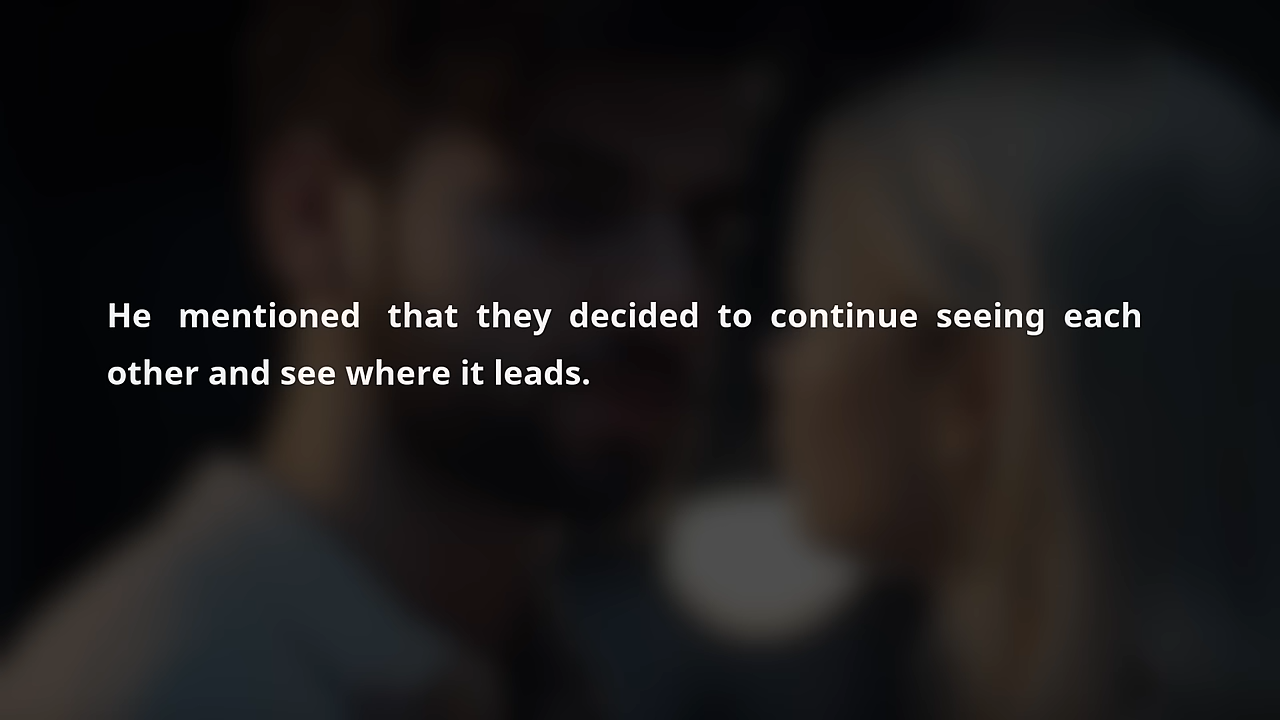 He mentioned that they decided to continue seeing each
other and see where it leads.